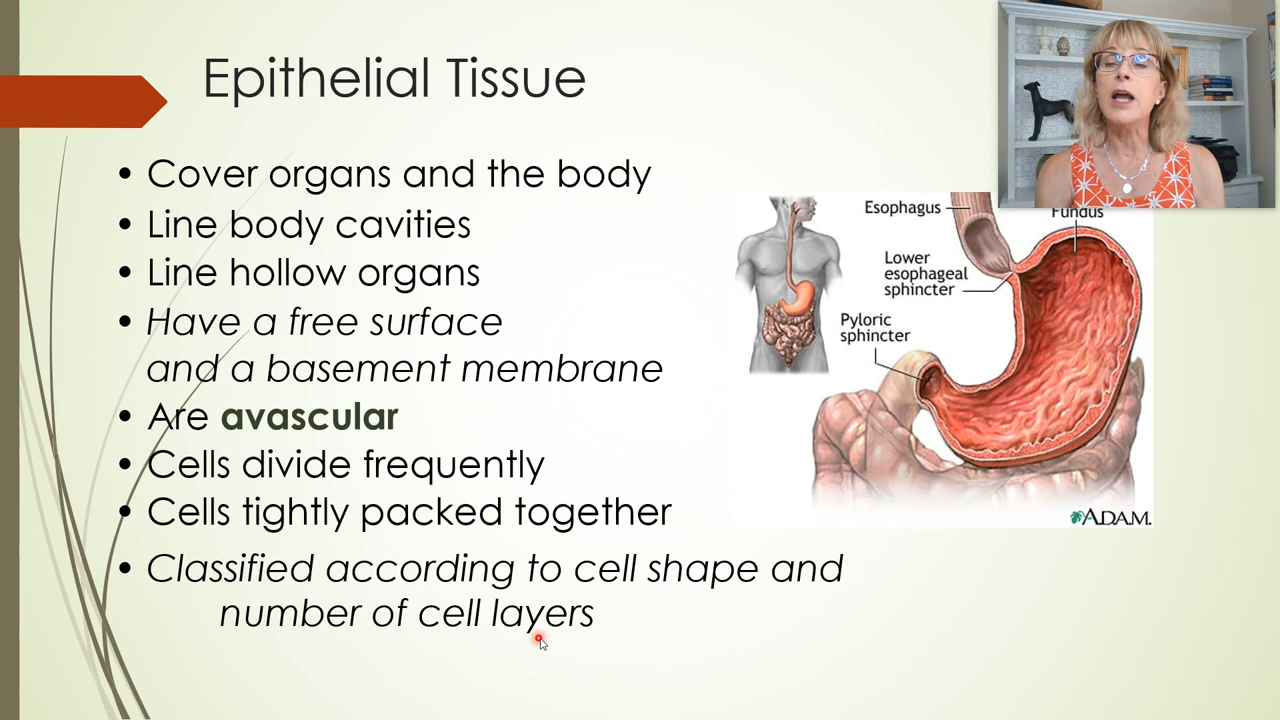 Epithelial Tissue
• Cover organs and the body
• Line body cavities
• Line hollow organs
• Have a free surface
and a basement membrane
• Are avascular
• Cells divide frequently
• Cells tightly packed together
• Classified according to cell shape and
number of cell layers
Esophagus
Fundus
Lower
esophageal
sphincter
Pyloric
sphincter
ADAM.